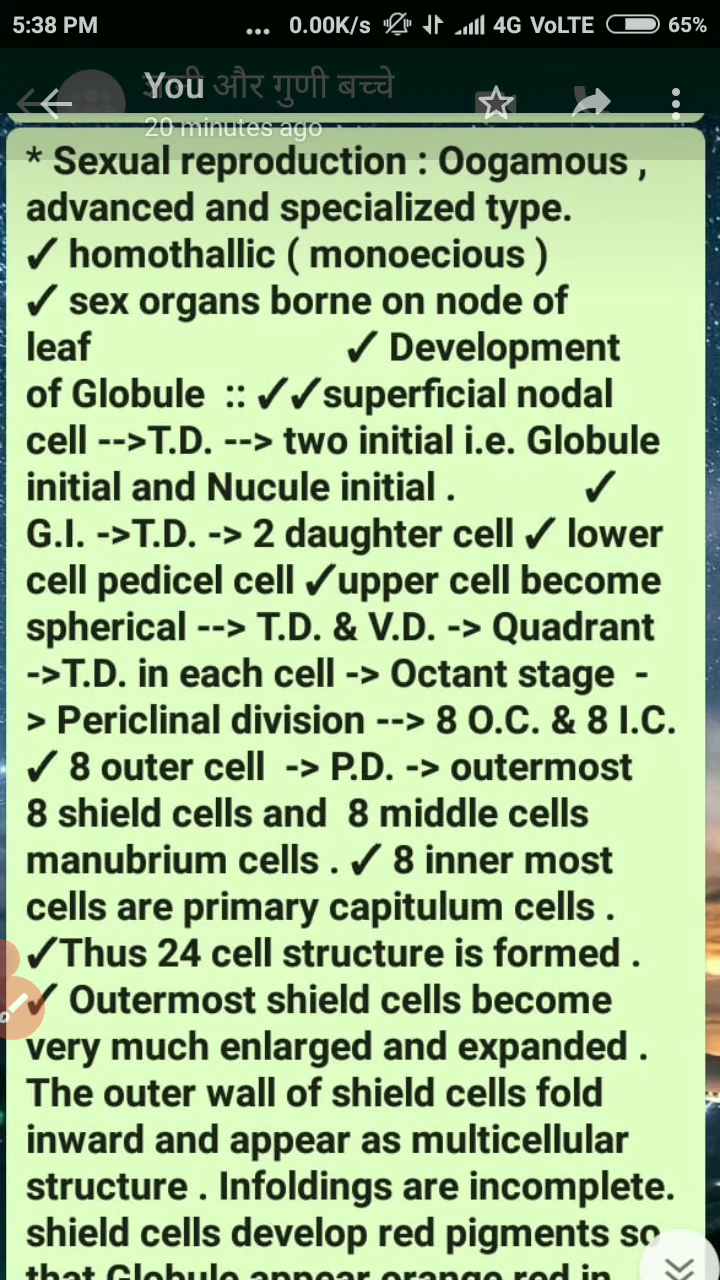 5:38 PM ... 0.00K/s 4G VoLTE 65%
You और गुणी बच्चे
20 minutes ago
* Sexual reproduction : Oogamous ,
advanced and specialized type.
✓ homothallic ( monoecious )
✓ sex organs borne on node of
leaf ✓ Development
of Globule :: ✓✓superficial nodal
cell -->T.D. --> two initial i.e. Globule
initial and Nucule initial . ✓
G.I. ->T.D. -> 2 daughter cell ✓ lower
cell pedicel cell ✓upper cell become
spherical --> T.D. & V.D. -> Quadrant
->T.D. in each cell -> Octant stage -
> Periclinal division --> 8 O.C. & 8 I.C.
✓ 8 outer cell -> P.D. -> outermost
8 shield cells and 8 middle cells
manubrium cells . ✓ 8 inner most
cells are primary capitulum cells .
✓Thus 24 cell structure is formed .
✓ Outermost shield cells become
very much enlarged and expanded .
The outer wall of shield cells fold
inward and appear as multicellular
structure . Infoldings are incomplete.
shield cells develop red pigments so
that Globule appear orange red in